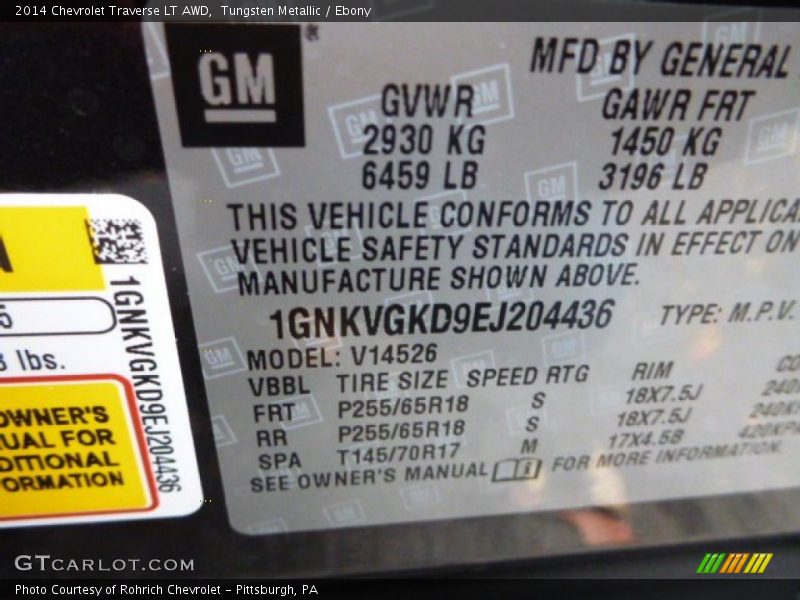 2014 Chevrolet Traverse LT AWD, Tungsten Metallic / Ebony
GM
MFD BY GENERAL
GVWR GAWR FRT
2930 KG 1450 KG
6459 LB 3196 LB
THIS VEHICLE CONFORMS TO ALL APPLICA
VEHICLE SAFETY STANDARDS IN EFFECT ON
MANUFACTURE SHOWN ABOVE.
1GNKVGKD9EJ204436 TYPE: M.P.V.
MODEL: V14526
VBBL TIRE SIZE SPEED RTG RIM CO
FRT P255/65R18 S 18X7.5J 240K
RR P255/65R18 S 18X7.5J 240K
SPA T145/70R17 M 17X4.5B 420KP
SEE OWNER'S MANUAL FOR MORE INFORMATION.
1GNKVGKD9EJ204436
lbs.
OWNER'S
UAL FOR
DITIONAL
ORMATION
GTCARLOT.COM
Photo Courtesy of Rohrich Chevrolet - Pittsburgh, PA